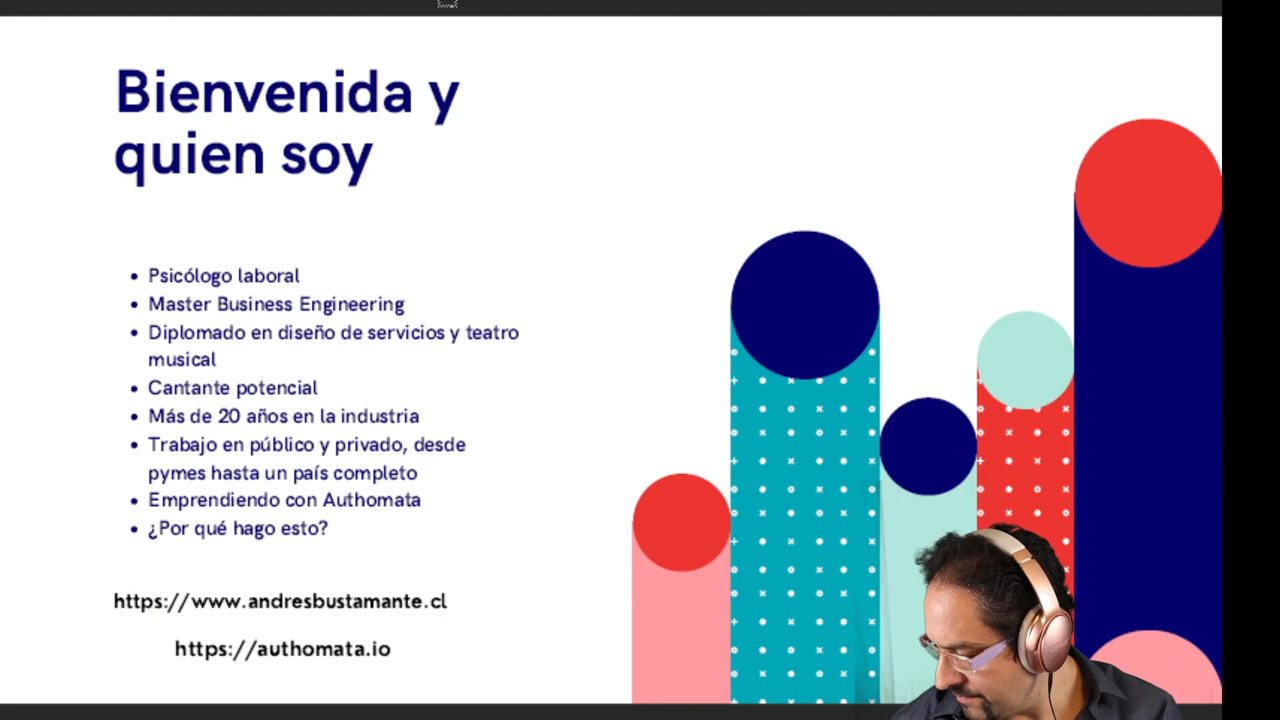 Bienvenida y
quien soy
• Psicólogo laboral
• Master Business Engineering
• Diplomado en diseño de servicios y teatro
musical
• Cantante potencial
• Más de 20 años en la industria
• Trabajo en público y privado, desde
pymes hasta un país completo
• Emprendiendo con Authomata
• ¿Por qué hago esto?
https://www.andresbustamante.cl
https://authomata.io